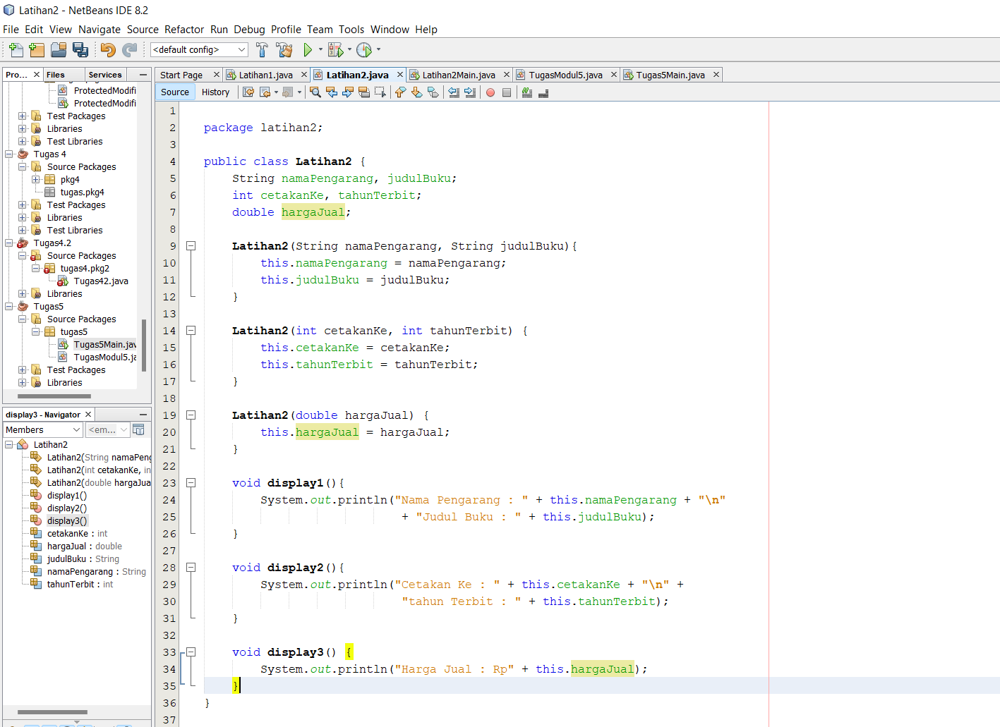 Latihan2 - NetBeans IDE 8.2
File Edit View Navigate Source Refactor Run Debug Profile Team Tools Window Help
<default config>
Pro... Files Services
Start Page Latihan1.java Latihan2.java Latihan2Main.java TugasModul5.java Tugas5Main.java
Source History
ProtectedModifi
ProtectedModifi
Test Packages
Libraries
Test Libraries
Tugas 4
Source Packages
pkg4
tugas.pkg4
Test Packages
Libraries
Test Libraries
Tugas4.2
Source Packages
tugas4.pkg2
Tugas42.java
Libraries
Tugas5
Source Packages
tugas5
Tugas5Main.jav
TugasModul5.ja
Test Packages
Libraries
display3 - Navigator
Members <em...
Latihan2
Latihan2(String namaPeng
Latihan2(int cetakanKe, in
Latihan2(double hargaJua
display1()
display2()
display3()
cetakanKe : int
hargaJual : double
judulBuku : String
namaPengarang : String
tahunTerbit : int
1
2 package latihan2;
3
4 public class Latihan2 {
5 String namaPengarang, judulBuku;
6 int cetakanKe, tahunTerbit;
7 double hargaJual;
8
9 Latihan2(String namaPengarang, String judulBuku){
10 this.namaPengarang = namaPengarang;
11 this.judulBuku = judulBuku;
12 }
13
14 Latihan2(int cetakanKe, int tahunTerbit) {
15 this.cetakanKe = cetakanKe;
16 this.tahunTerbit = tahunTerbit;
17 }
18
19 Latihan2(double hargaJual) {
20 this.hargaJual = hargaJual;
21 }
22
23 void display1(){
24 System.out.println("Nama Pengarang : " + this.namaPengarang + "\n"
25 + "Judul Buku : " + this.judulBuku);
26 }
27
28 void display2(){
29 System.out.println("Cetakan Ke : " + this.cetakanKe + "\n" +
30 "tahun Terbit : " + this.tahunTerbit);
31 }
32
33 void display3() {
34 System.out.println("Harga Jual : Rp" + this.hargaJual);
35 }
36 }
37